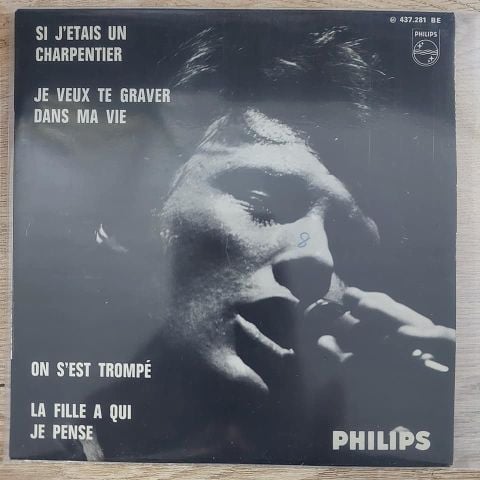 SI J'ETAIS UN
CHARPENTIER
℗ 437.281 BE
PHILIPS
JE VEUX TE GRAVER
DANS MA VIE
8
ON S'EST TROMPÉ
LA FILLE A QUI
JE PENSE
PHILIPS